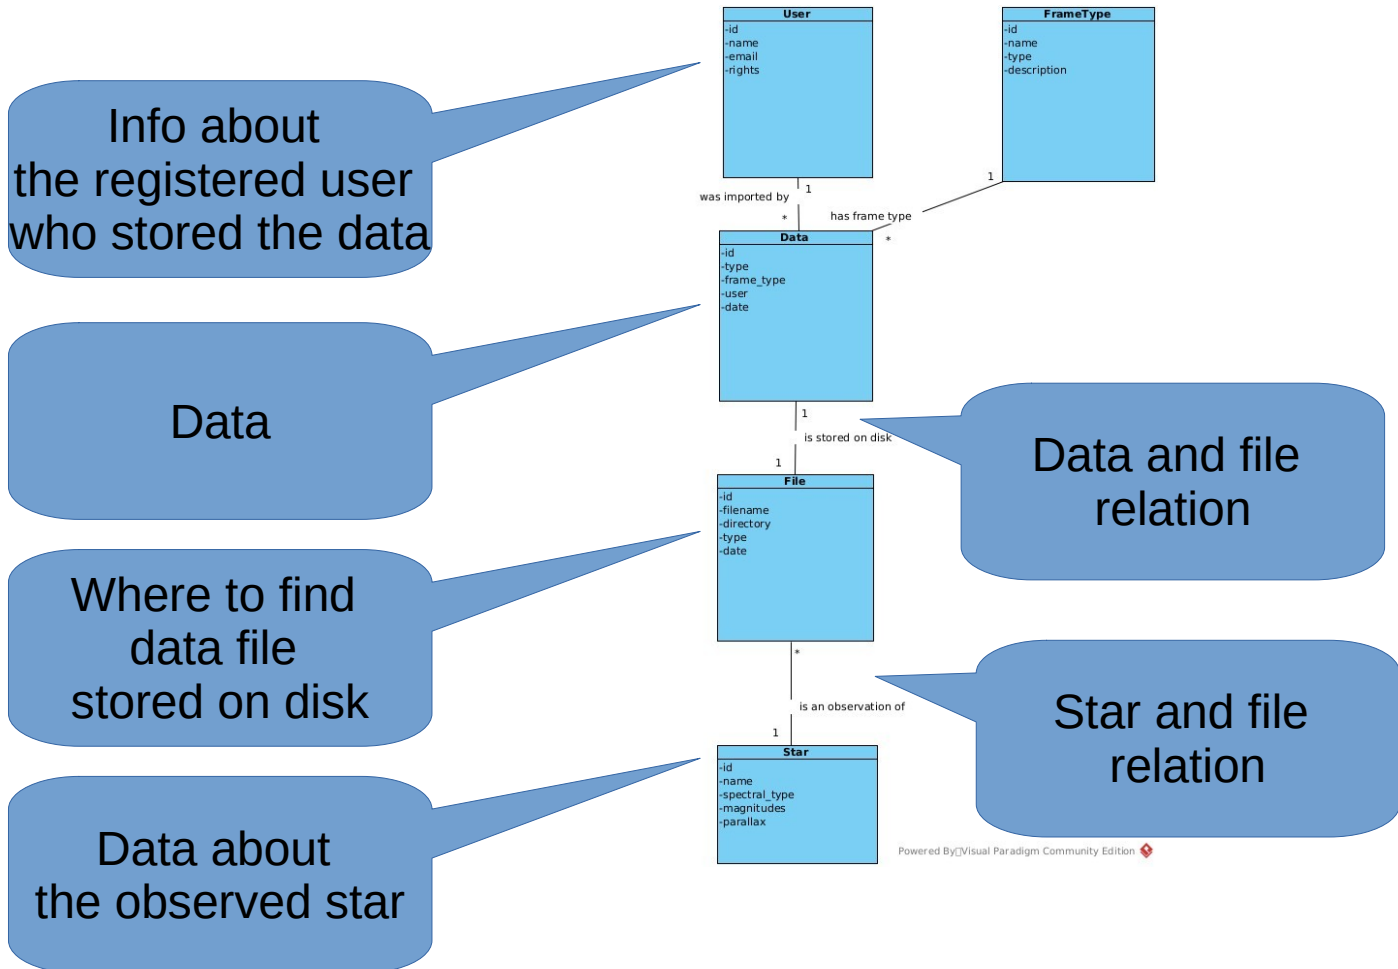 User
-id
-name
-email
-rights
FrameType
-id
-name
-type
-description
Info about
the registered user
who stored the data
1
was imported by
*
1
has frame type
*
Data
-id
-type
-frame_type
-user
-date
Data
1
is stored on disk
1
Data and file
relation
File
-id
-filename
-directory
-type
-date
Where to find
data file
stored on disk
*
is an observation of
1
Star and file
relation
Star
-id
-name
-spectral_type
-magnitudes
-parallax
Data about
the observed star
Powered By▯Visual Paradigm Community Edition